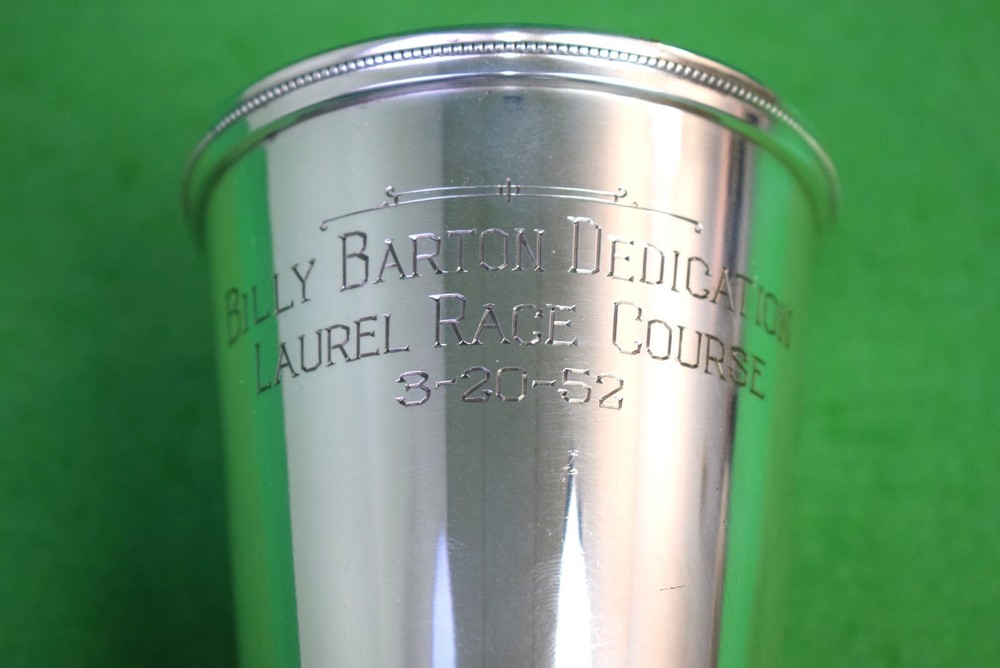 BILLY BARTON DEDICATION
LAUREL RACE COURSE
3-20-52